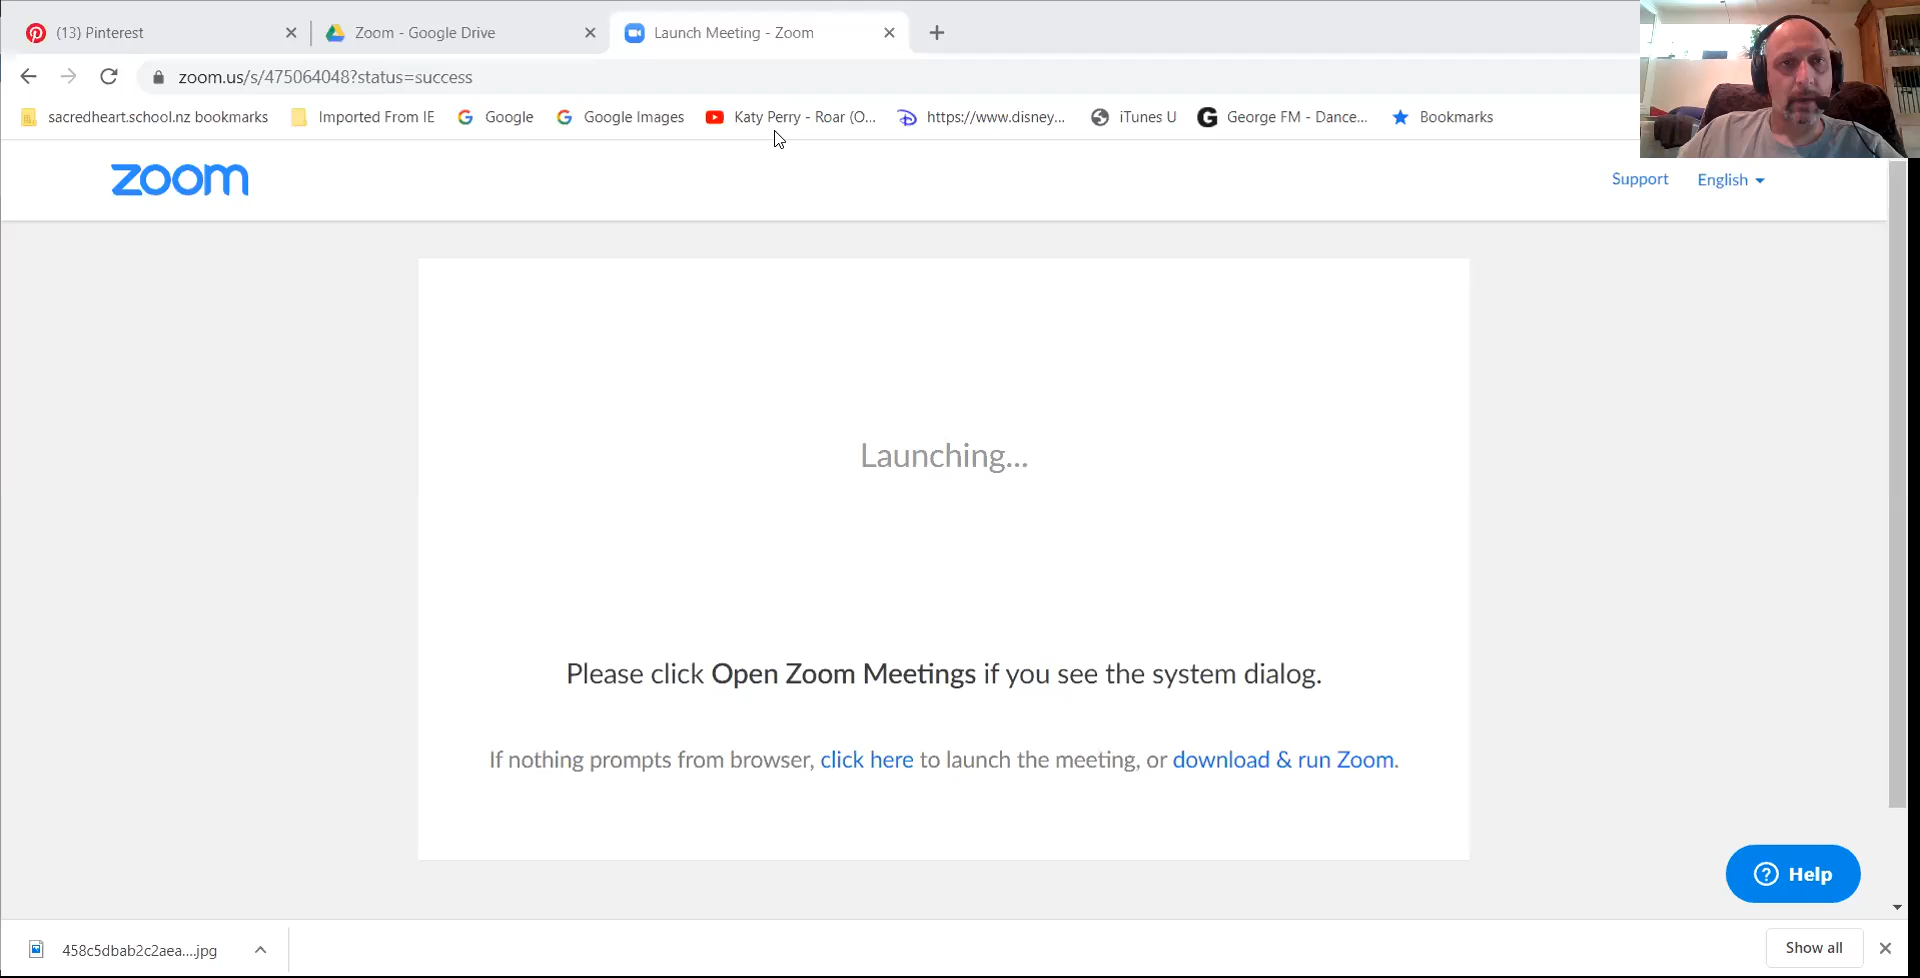 (13) Pinterest
Zoom - Google Drive
Launch Meeting - Zoom
zoom.us/s/475064048?status=success
sacredheart.school.nz bookmarks
Imported From IE
Google
Google Images
Katy Perry - Roar (O...
https://www.disney...
iTunes U
George FM - Dance...
Bookmarks
zoom
Support
English
Launching...
Please click Open Zoom Meetings if you see the system dialog.
If nothing prompts from browser, click here to launch the meeting, or download & run Zoom.
Help
458c5dbab2c2aea....jpg
Show all